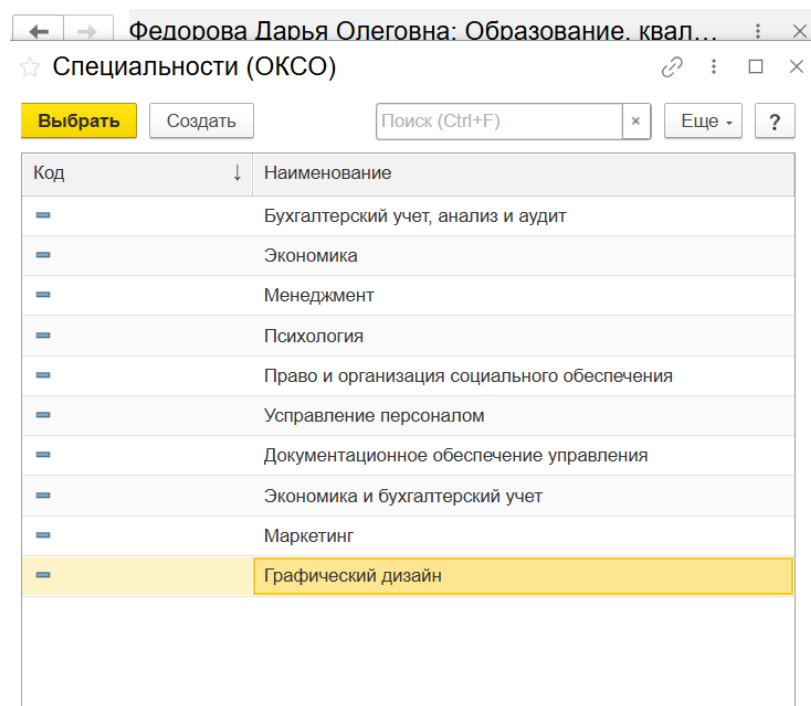 Федорова Дарья Олеговна: Образование, квал...
Специальности (ОКСО)
Выбрать Создать Поиск (Ctrl+F) × Еще ?
Код ↓ Наименование
Бухгалтерский учет, анализ и аудит
Экономика
Менеджмент
Психология
Право и организация социального обеспечения
Усправление персоналом
Документационное обеспечение управления
Экономика и бухгалтерский учет
Маркетинг
Графический дизайн